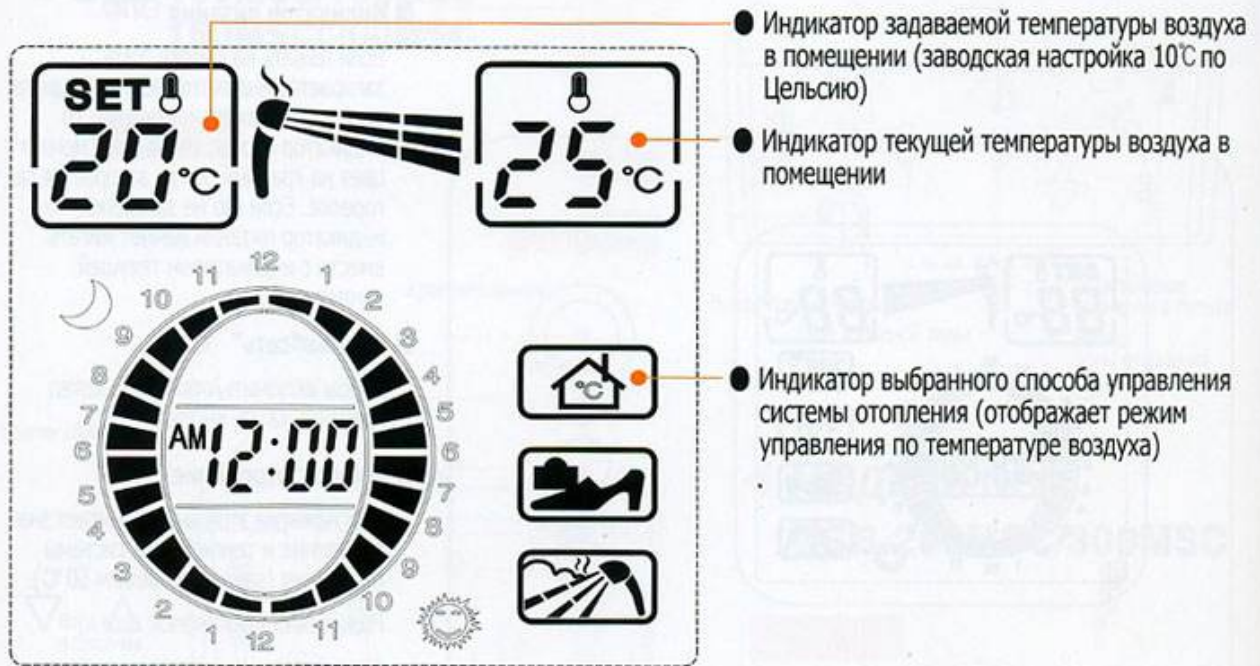 Индикатор задаваемой температуры воздуха
в помещении (заводская настройка 10℃ по
Цельсию)
Индикатор текущей температуры воздуха в
помещении
SET
20°C
25°C
12
11 1
10 2
9 3
8 4
7 5
6 6
5 7
4 8
3 9
2 10
1 11
12
AM 12:00
°C
Индикатор выбранного способа управления
системы отопления (отображает режим
управления по температуре воздуха)